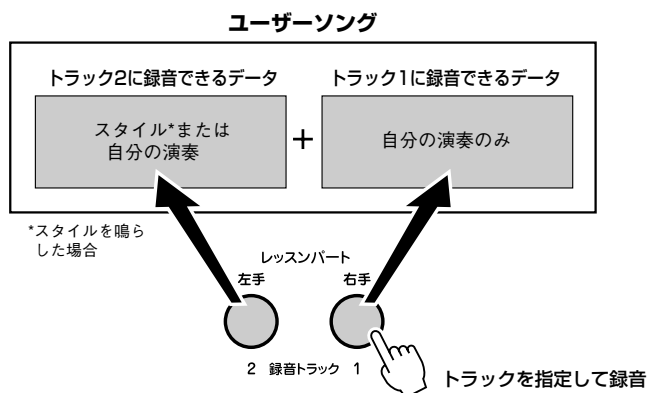 ユーザーソング
トラック2に録音できるデータ
トラック1に録音できるデータ
スタイル*または
自分の演奏
+
自分の演奏のみ
*スタイルを鳴ら
した場合
レッスンパート
左手
右手
2 録音トラック 1
トラックを指定して録音